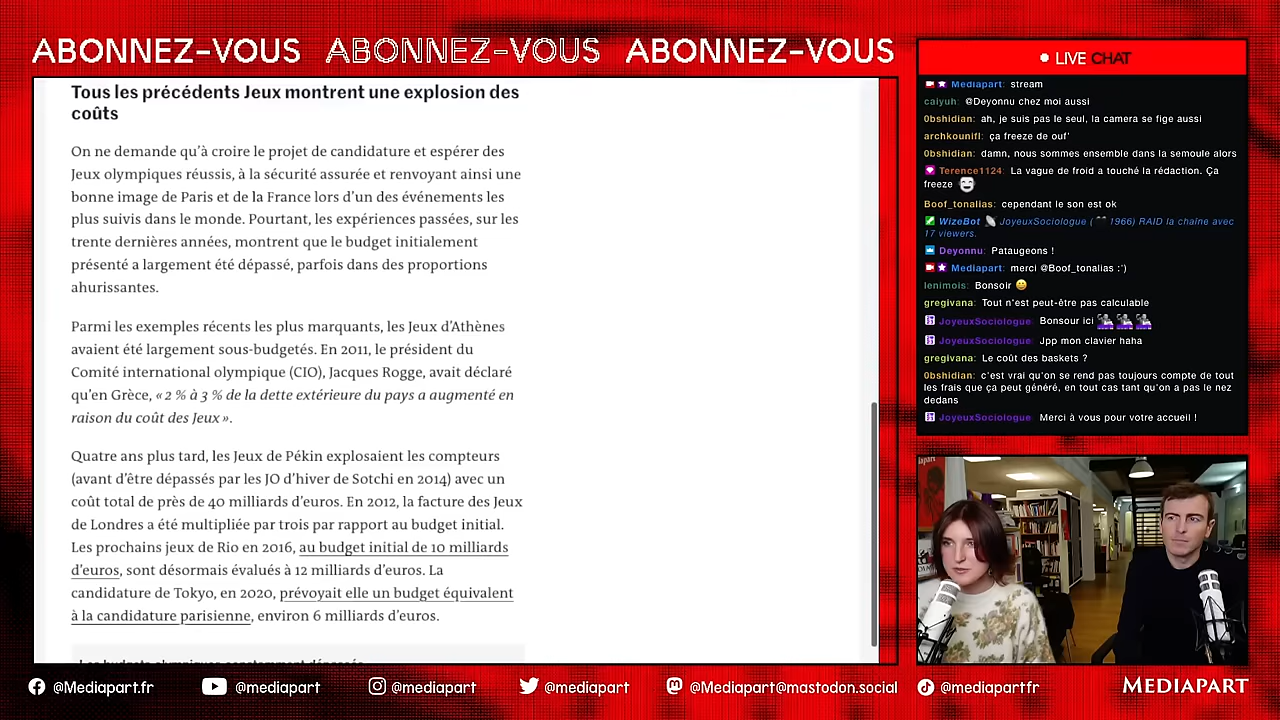 ABONNEZ-VOUS ABONNEZ-VOUS ABONNEZ-VOUS
Tous les précédents Jeux montrent une explosion des
coûts
On ne demande qu’à croire le projet de candidature et espérer des
Jeux olympiques réussis, à la sécurité assurée et renvoyant ainsi une
bonne image de Paris et de la France lors d’un des événements les
plus suivis dans le monde. Pourtant, les expériences passées, sur les
trente dernières années, montrent que le budget initialement
présenté a largement été dépassé, parfois dans des proportions
ahurissantes.
Parmi les exemples récents les plus marquants, les Jeux d’Athènes
avaient été largement sous-budgetés. En 2011, le président du
Comité international olympique (CIO), Jacques Rogge, avait déclaré
qu’en Grèce, « 2 % à 3 % de la dette extérieure du pays a augmenté en
raison du coût des Jeux ».
Quatre ans plus tard, les Jeux de Pékin explosaient les compteurs
(avant d’être dépassés par les JO d’hiver de Sotchi en 2014) avec un
coût total de près de 40 milliards d’euros. En 2012, la facture des Jeux
de Londres a été multipliée par trois par rapport au budget initial.
Les prochains jeux de Rio en 2016, au budget initial de 10 milliards
d’euros, sont désormais évalués à 12 milliards d’euros. La
candidature de Tokyo, en 2020, prévoyait elle un budget équivalent
à la candidature parisienne, environ 6 milliards d’euros.
LIVE CHAT
Mediapart: stream
caiyuh: @Deyonnu chez moi aussi
0bshidian: ah, je suis pas le seul, la camera se fige aussi
archkounifl: ça freeze de ouf'
0bshidian: damn, nous sommes ensemble dans la semoule alors
Terence1124: La vague de froid a touché la rédaction. Ça
freeze
Boof_tonalias: cependant le son est ok
WizeBot JoyeuxSociologue ( 1966) RAID la chaîne avec
17 viewers.
Deyonnu: Pataugeons !
Mediapart: merci @Boof_tonalias :')
lenimois: Bonsoir
gregivana: Tout n'est peut-être pas calculable
JoyeuxSociologue: Bonsour ici
JoyeuxSociologue: Jpp mon clavier haha
gregivana: Le coût des baskets ?
0bshidian: c'est vrai qu'on se rend pas toujours compte de tout
les frais que ça peut généré, en tout cas tant qu'on a pas le nez
dedans
JoyeuxSociologue: Merci à vous pour votre accueil !
@Mediapart.fr @mediapart @mediapart @mediapart @Mediapart@mastodon.social @mediapartfr MEDIAPART